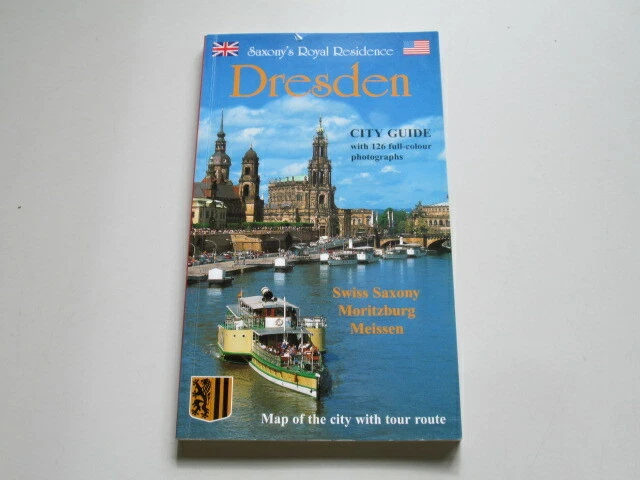 Saxony's Royal Residence
Dresden
CITY GUIDE
with 126 full-colour
photographs
Swiss Saxony
Moritzburg
Meissen
Map of the city with tour route